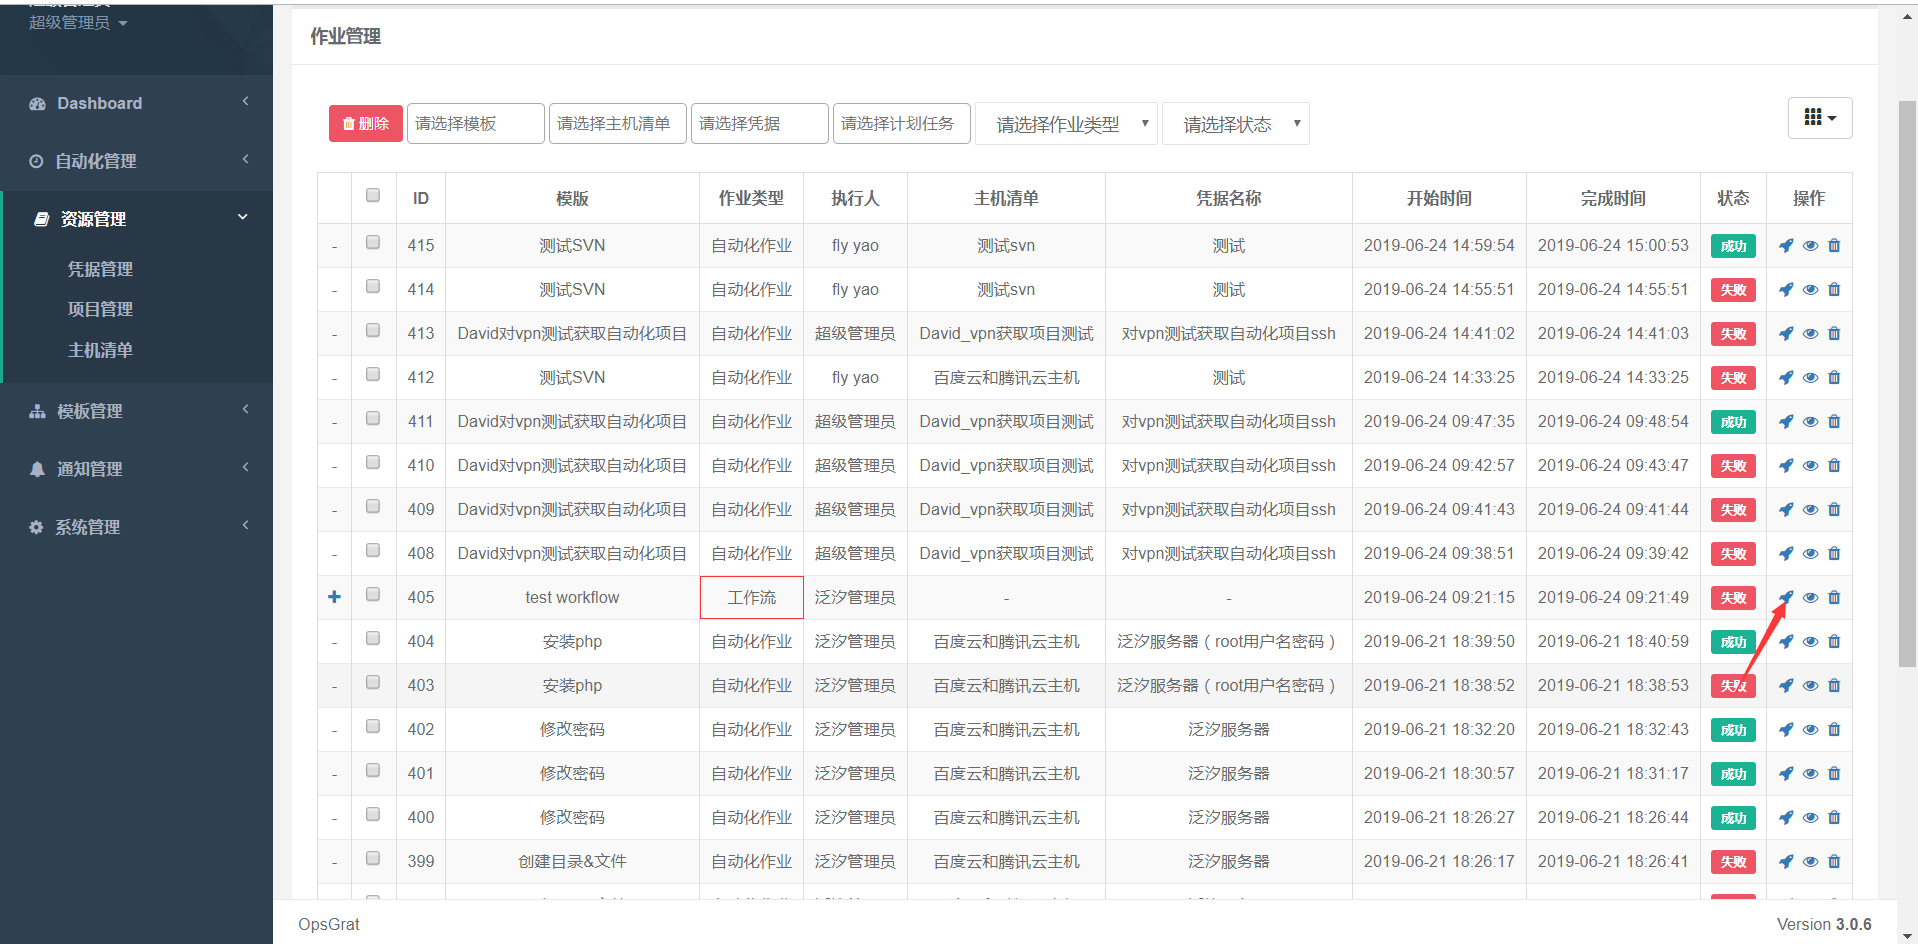 超级管理员
Dashboard
自动化管理
资源管理
凭据管理
项目管理
主机清单
模板管理
通知管理
系统管理
作业管理
删除 请选择模板 请选择主机清单 请选择凭据 请选择计划任务 请选择作业类型 请选择状态
ID 模版 作业类型 执行人 主机清单 凭据名称 开始时间 完成时间 状态 操作
- 415 测试SVN 自动化作业 fly yao 测试svn 测试 2019-06-24 14:59:54 2019-06-24 15:00:53 成功
- 414 测试SVN 自动化作业 fly yao 测试svn 测试 2019-06-24 14:55:51 2019-06-24 14:55:51 失败
- 413 David对vpn测试获取自动化项目 自动化作业 超级管理员 David_vpn获取项目测试 对vpn测试获取自动化项目ssh 2019-06-24 14:41:02 2019-06-24 14:41:03 失败
- 412 测试SVN 自动化作业 fly yao 百度云和腾讯云主机 测试 2019-06-24 14:33:25 2019-06-24 14:33:25 失败
- 411 David对vpn测试获取自动化项目 自动化作业 超级管理员 David_vpn获取项目测试 对vpn测试获取自动化项目ssh 2019-06-24 09:47:35 2019-06-24 09:48:54 成功
- 410 David对vpn测试获取自动化项目 自动化作业 超级管理员 David_vpn获取项目测试 对vpn测试获取自动化项目ssh 2019-06-24 09:42:57 2019-06-24 09:43:47 失败
- 409 David对vpn测试获取自动化项目 自动化作业 超级管理员 David_vpn获取项目测试 对vpn测试获取自动化项目ssh 2019-06-24 09:41:43 2019-06-24 09:41:44 失败
- 408 David对vpn测试获取自动化项目 自动化作业 超级管理员 David_vpn获取项目测试 对vpn测试获取自动化项目ssh 2019-06-24 09:38:51 2019-06-24 09:39:42 失败
405 test workflow 工作流 泛汐管理员 - - 2019-06-24 09:21:15 2019-06-24 09:21:49 失败
- 404 安装php 自动化作业 泛汐管理员 百度云和腾讯云主机 泛汐服务器（root用户名密码） 2019-06-21 18:39:50 2019-06-21 18:40:59 成功
- 403 安装php 自动化作业 泛汐管理员 百度云和腾讯云主机 泛汐服务器（root用户名密码） 2019-06-21 18:38:52 2019-06-21 18:38:53 失败
- 402 修改密码 自动化作业 泛汐管理员 百度云和腾讯云主机 泛汐服务器 2019-06-21 18:32:20 2019-06-21 18:32:43 成功
- 401 修改密码 自动化作业 泛汐管理员 百度云和腾讯云主机 泛汐服务器 2019-06-21 18:30:57 2019-06-21 18:31:17 成功
- 400 修改密码 自动化作业 泛汐管理员 百度云和腾讯云主机 泛汐服务器 2019-06-21 18:26:27 2019-06-21 18:26:44 成功
- 399 创建目录&文件 自动化作业 泛汐管理员 百度云和腾讯云主机 泛汐服务器 2019-06-21 18:26:17 2019-06-21 18:26:41 失败
OpsGrat
Version 3.0.6